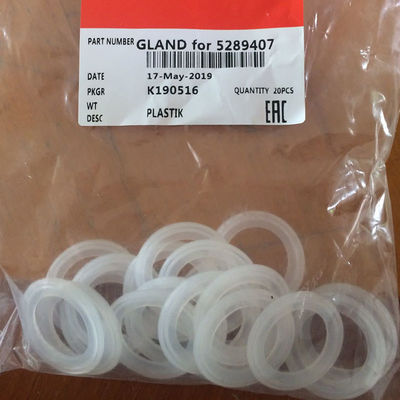 PART NUMBER GLAND for 5289407
DATE 17-May-2019
PKGR K190516 QUANTITY 20PCS
WT
DESC PLASTIK EAC